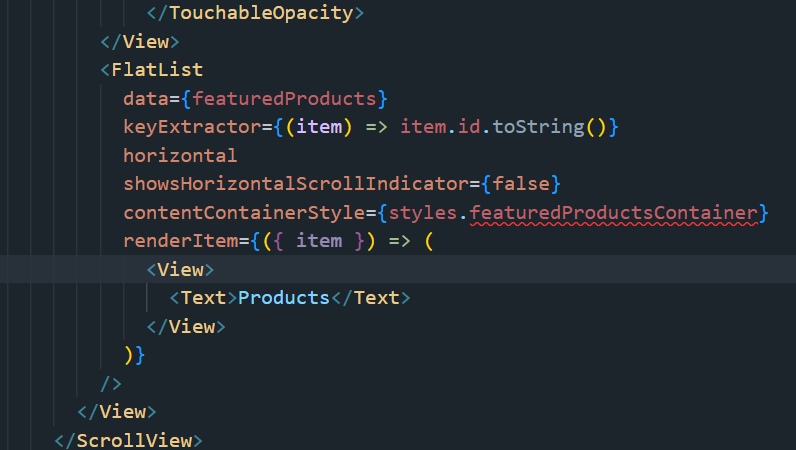 </TouchableOpacity>
</View>
<FlatList
data={featuredProducts}
keyExtractor={(item) => item.id.toString()}
horizontal
showsHorizontalScrollIndicator={false}
contentContainerStyle={styles.featuredProductsContainer}
renderItem={({ item }) => (
<View>
<Text>Products</Text>
</View>
)}
/>
</View>
</ScrollView>